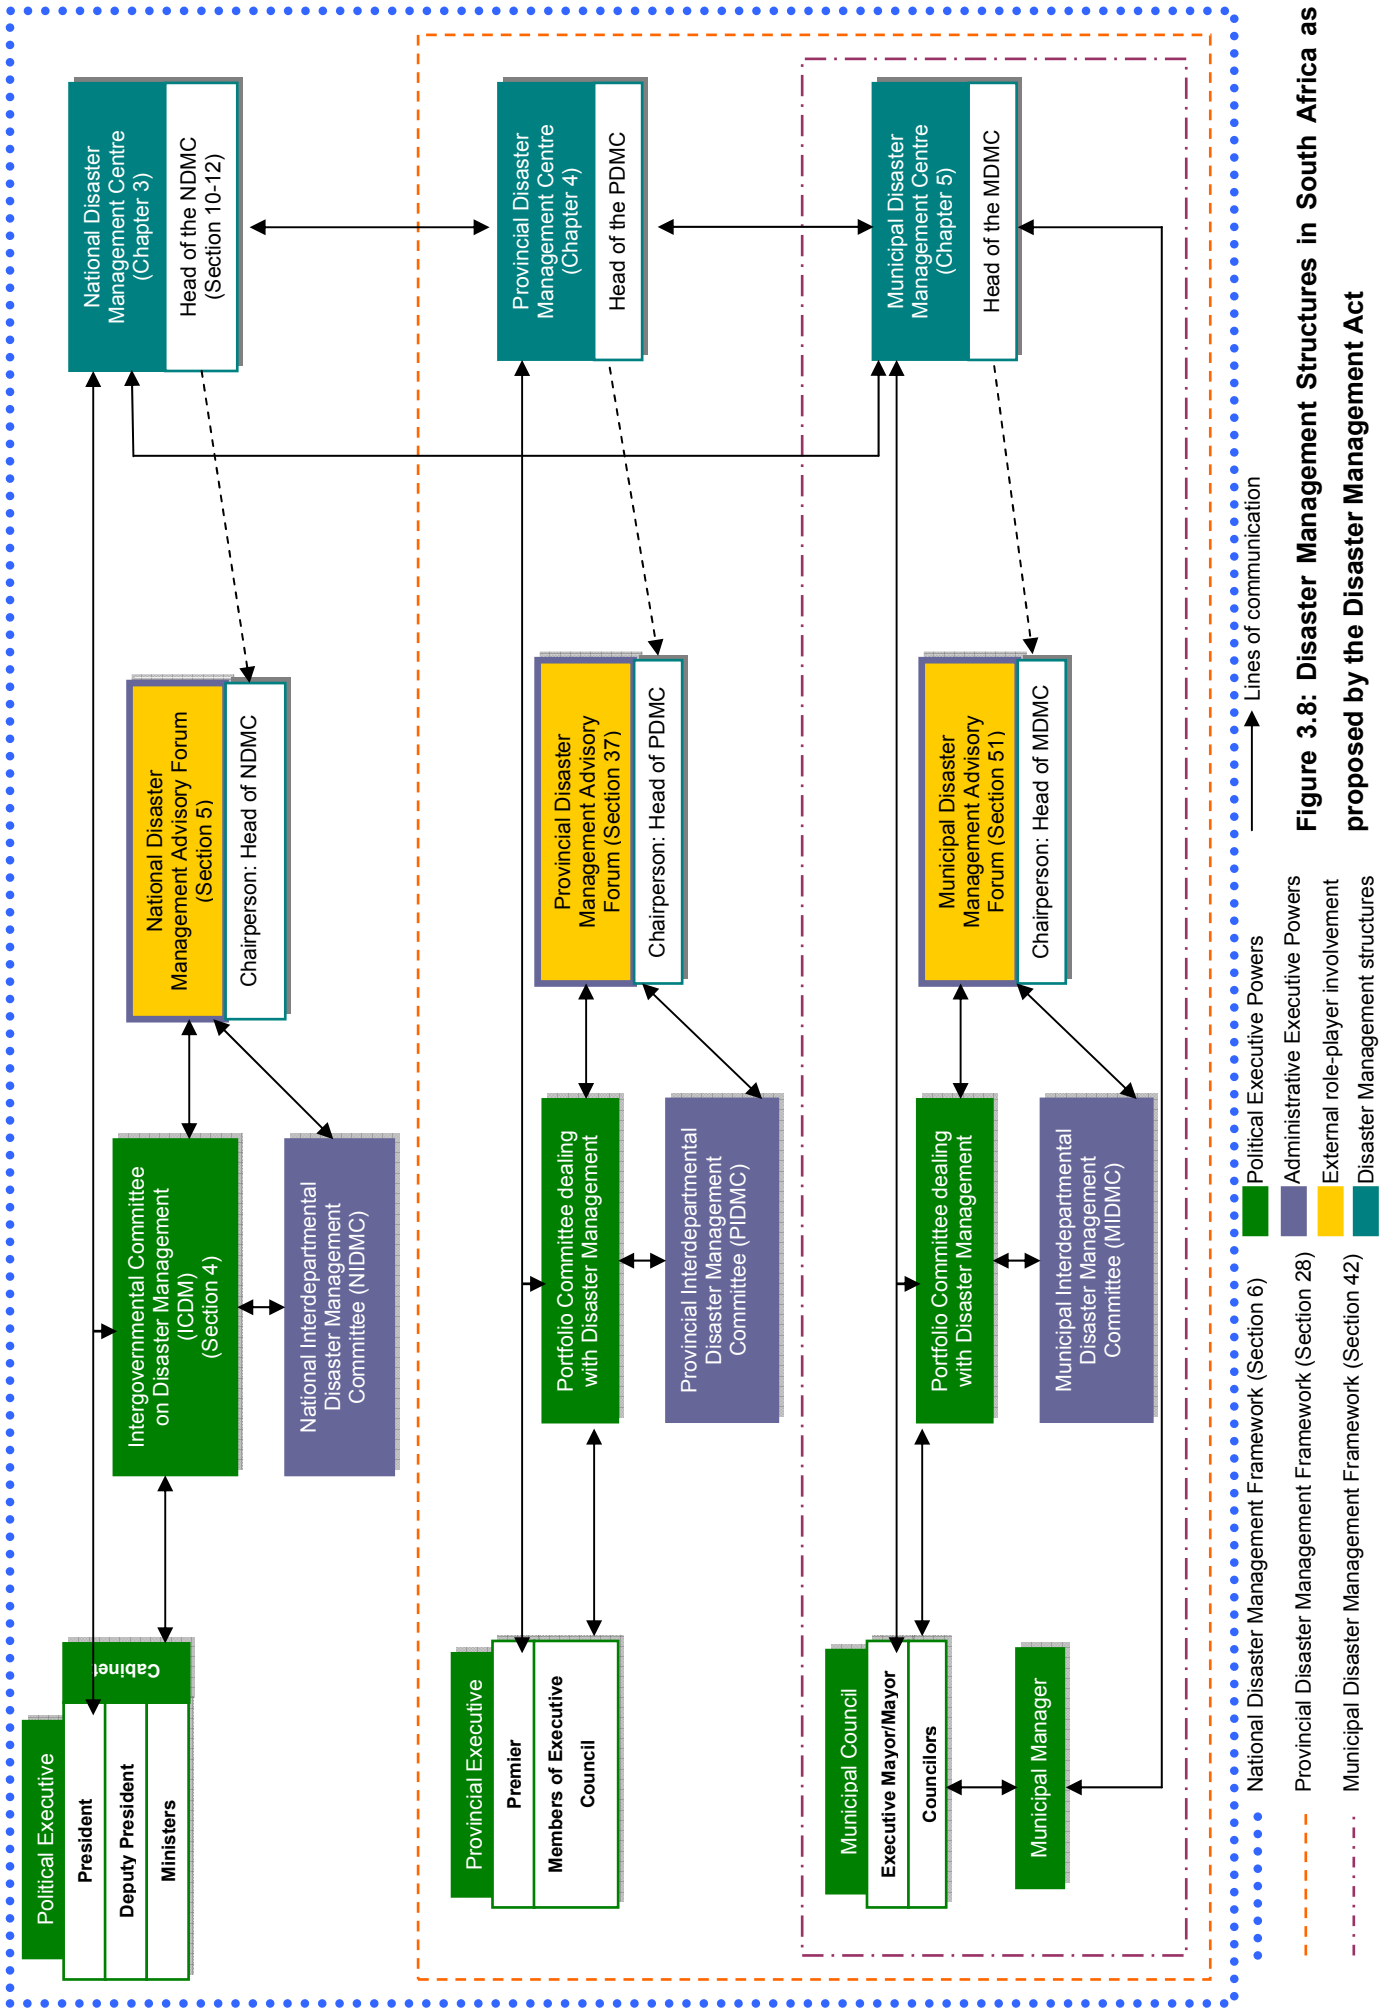 Political Executive
President
Deputy President
Ministers
Cabinet
Intergovernmental Committee
on Disaster Management
(ICDM)
(Section 4)
National Interdepartmental
Disaster Management
Committee (NIDMC)
National Disaster
Management Advisory Forum
(Section 5)
Chairperson: Head of NDMC
National Disaster
Management Centre
(Chapter 3)
Head of the NDMC
(Section 10-12)
Provincial Executive
Premier
Members of Executive
Council
Portfolio Committee dealing
with Disaster Management
Provincial Interdepartmental
Disaster Management
Committee (PIDMC)
Provincial Disaster
Management Advisory
Forum (Section 37)
Chairperson: Head of PDMC
Provincial Disaster
Management Centre
(Chapter 4)
Head of the PDMC
Municipal Council
Executive Mayor/Mayor
Councilors
Municipal Manager
Portfolio Committee dealing
with Disaster Management
Municipal Interdepartmental
Disaster Management
Committee (MIDMC)
Municipal Disaster
Management Advisory
Forum (Section 51)
Chairperson: Head of MDMC
Municipal Disaster
Management Centre
(Chapter 5)
Head of the MDMC
National Disaster Management Framework (Section 6)
Provincial Disaster Management Framework (Section 28)
Municipal Disaster Management Framework (Section 42)
Political Executive Powers
Administrative Executive Powers
External role-player involvement
Disaster Management structures
Lines of communication
Figure 3.8: Disaster Management Structures in South Africa as
proposed by the Disaster Management Act